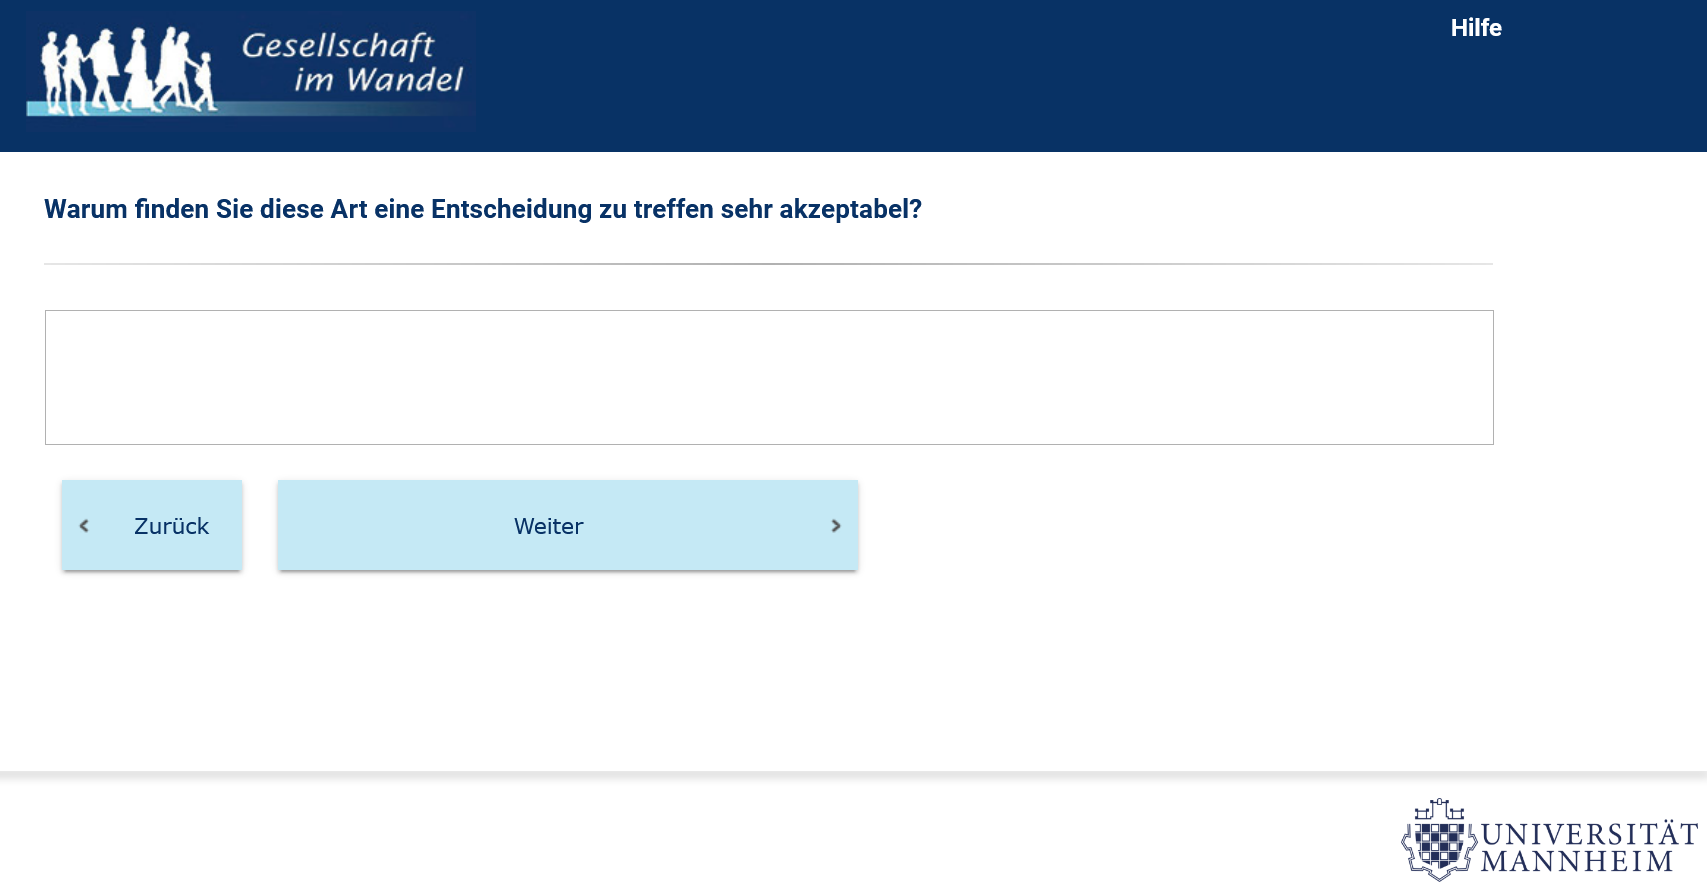 Gesellschaft
im Wandel
Hilfe
Warum finden Sie diese Art eine Entscheidung zu treffen sehr akzeptabel?
Zurück
Weiter
UNIVERSITÄT
MANNHEIM